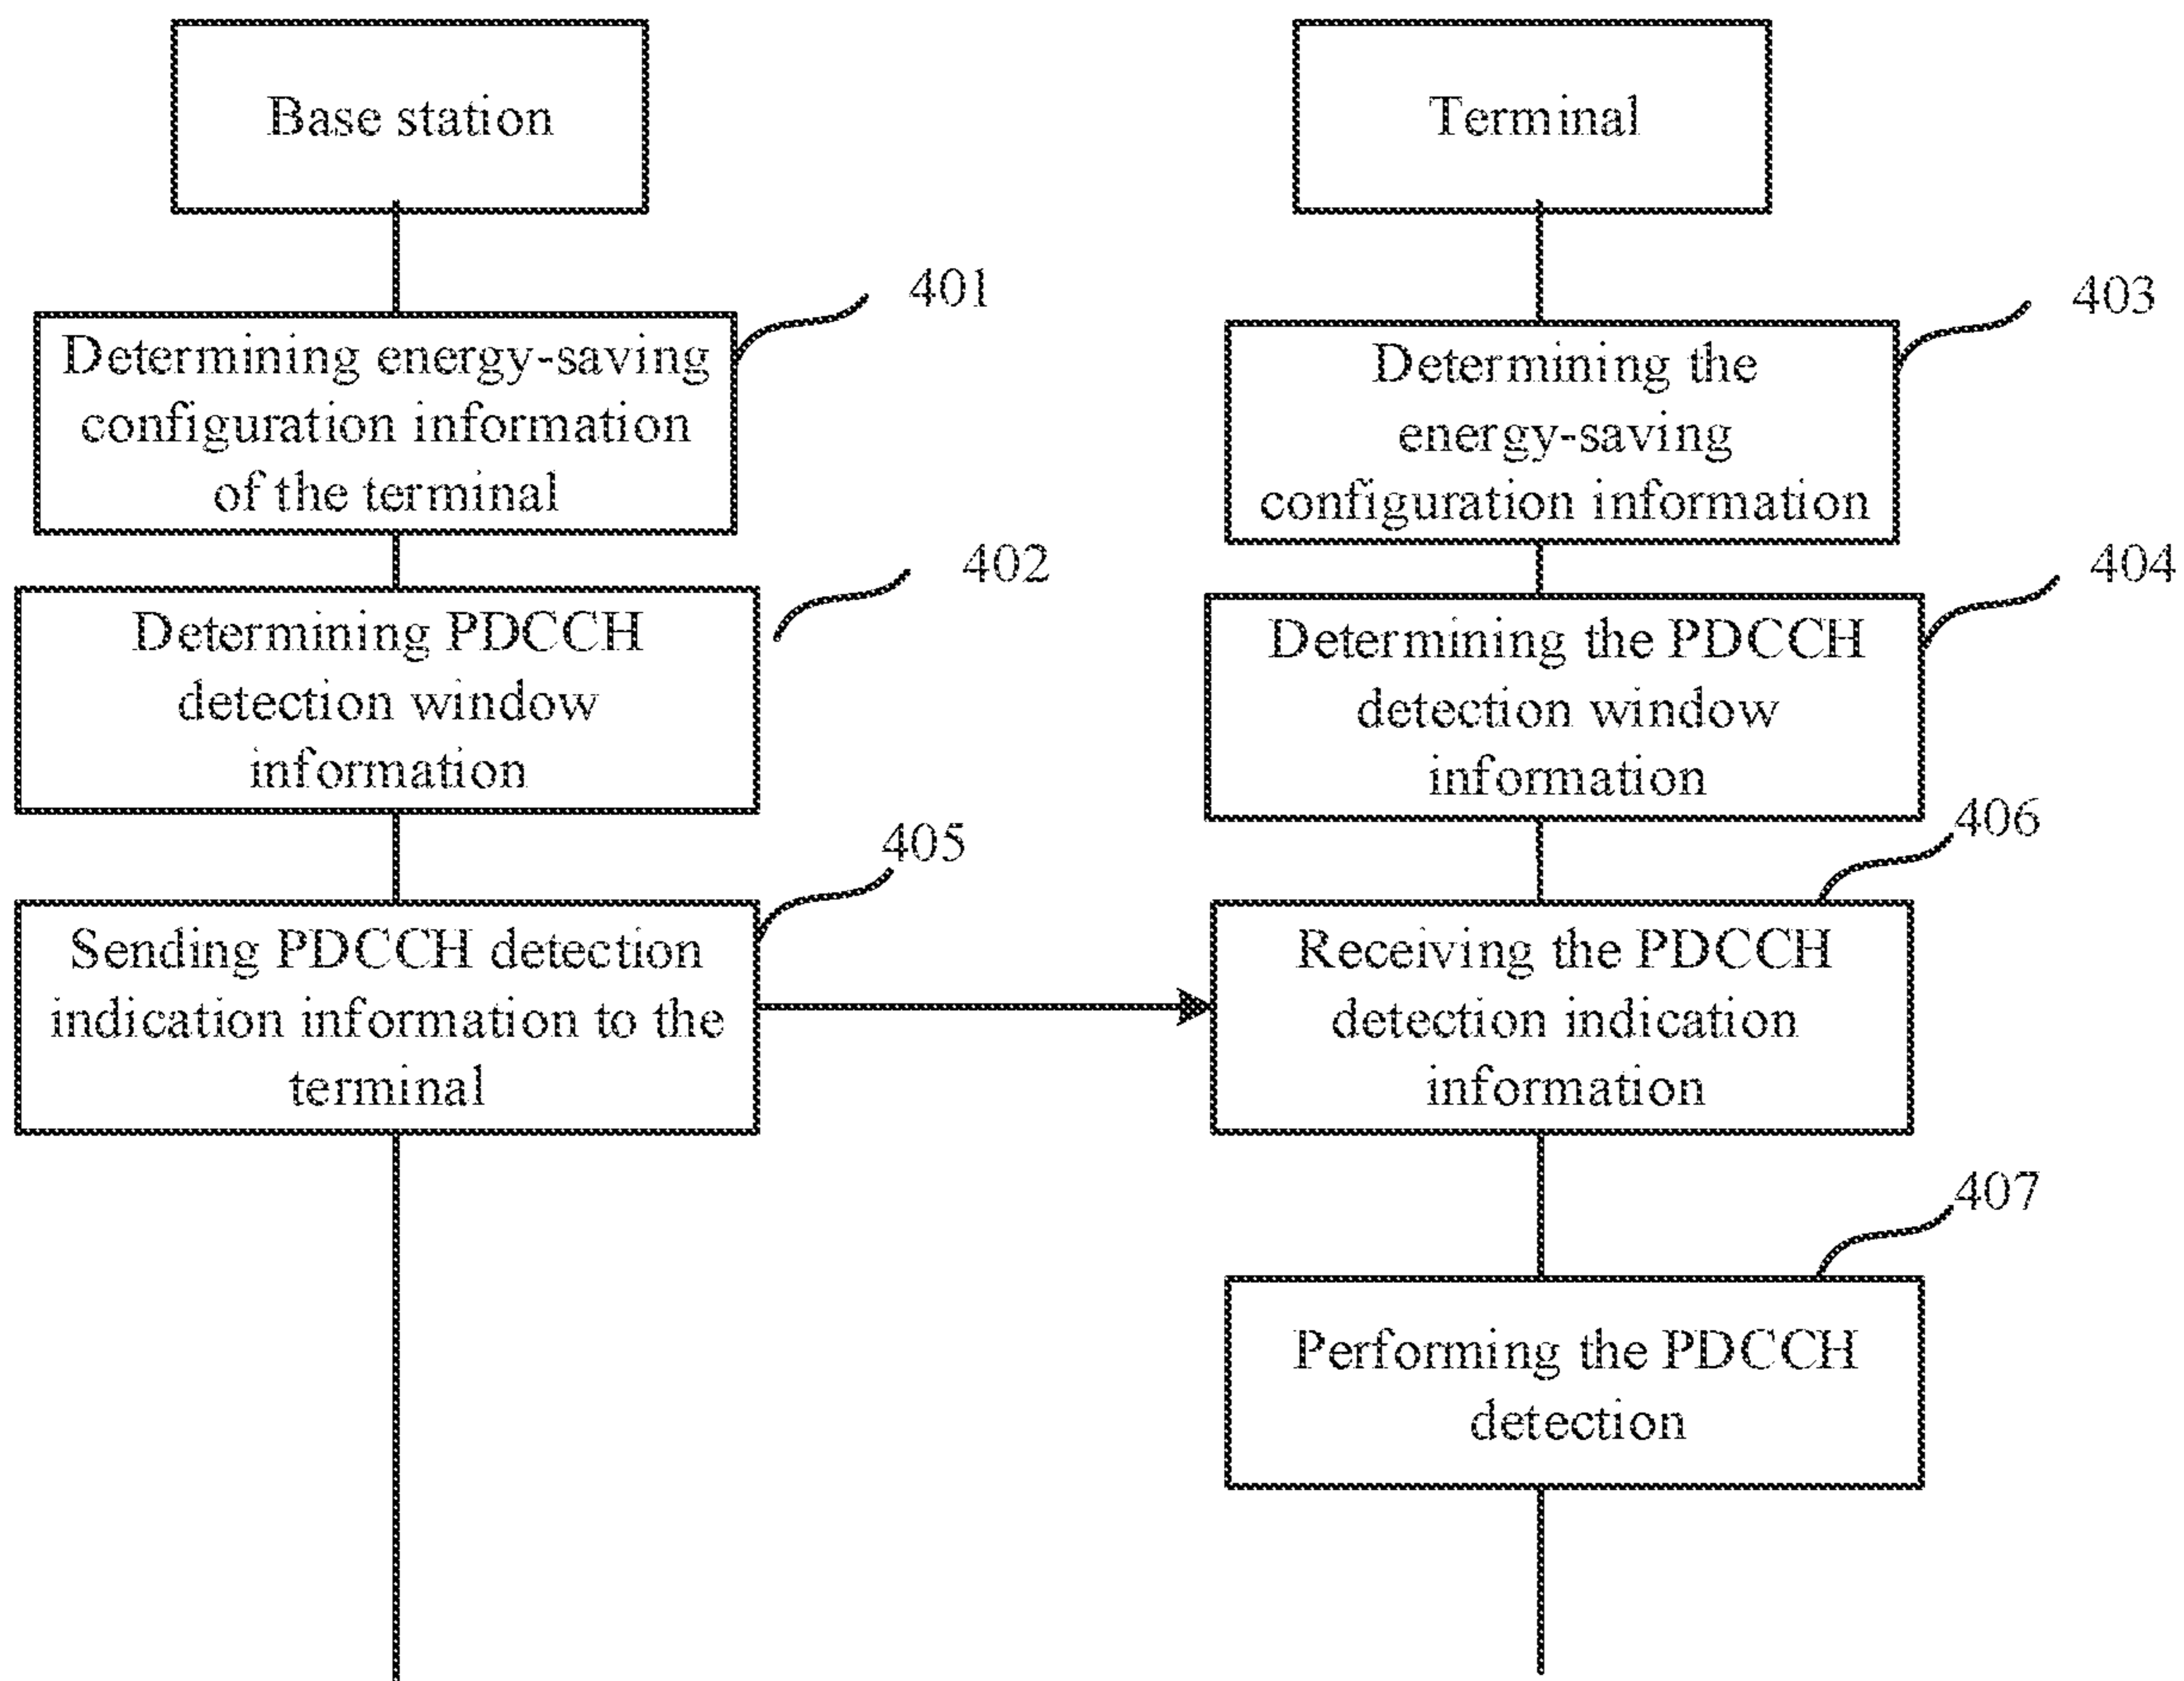 Base station
Terminal
401
Determining energy-saving
configuration information
of the terminal
403
Determining the
energy-saving
configuration information
402
Determining PDCCH
detection window
information
404
Determining the PDCCH
detection window
information
405
Sending PDCCH detection
indication information to the
terminal
406
Receiving the PDCCH
detection indication
information
407
Performing the PDCCH
detection